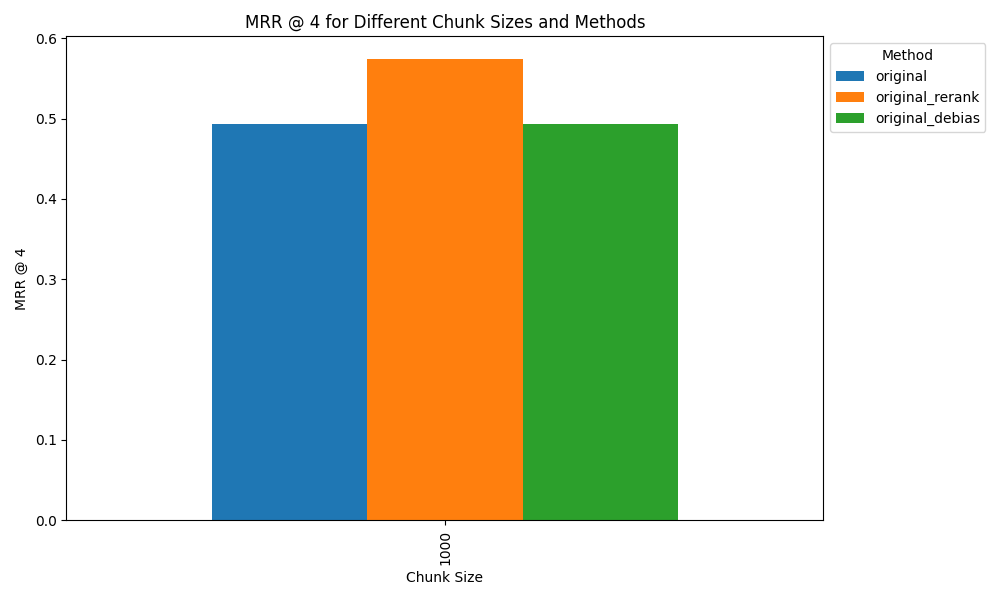 MRR @ 4 for Different Chunk Sizes and Methods
Method
original
original_rerank
original_debias
0.6
0.5
0.4
0.3
0.2
0.1
0.0
MRR @ 4
1000
Chunk Size